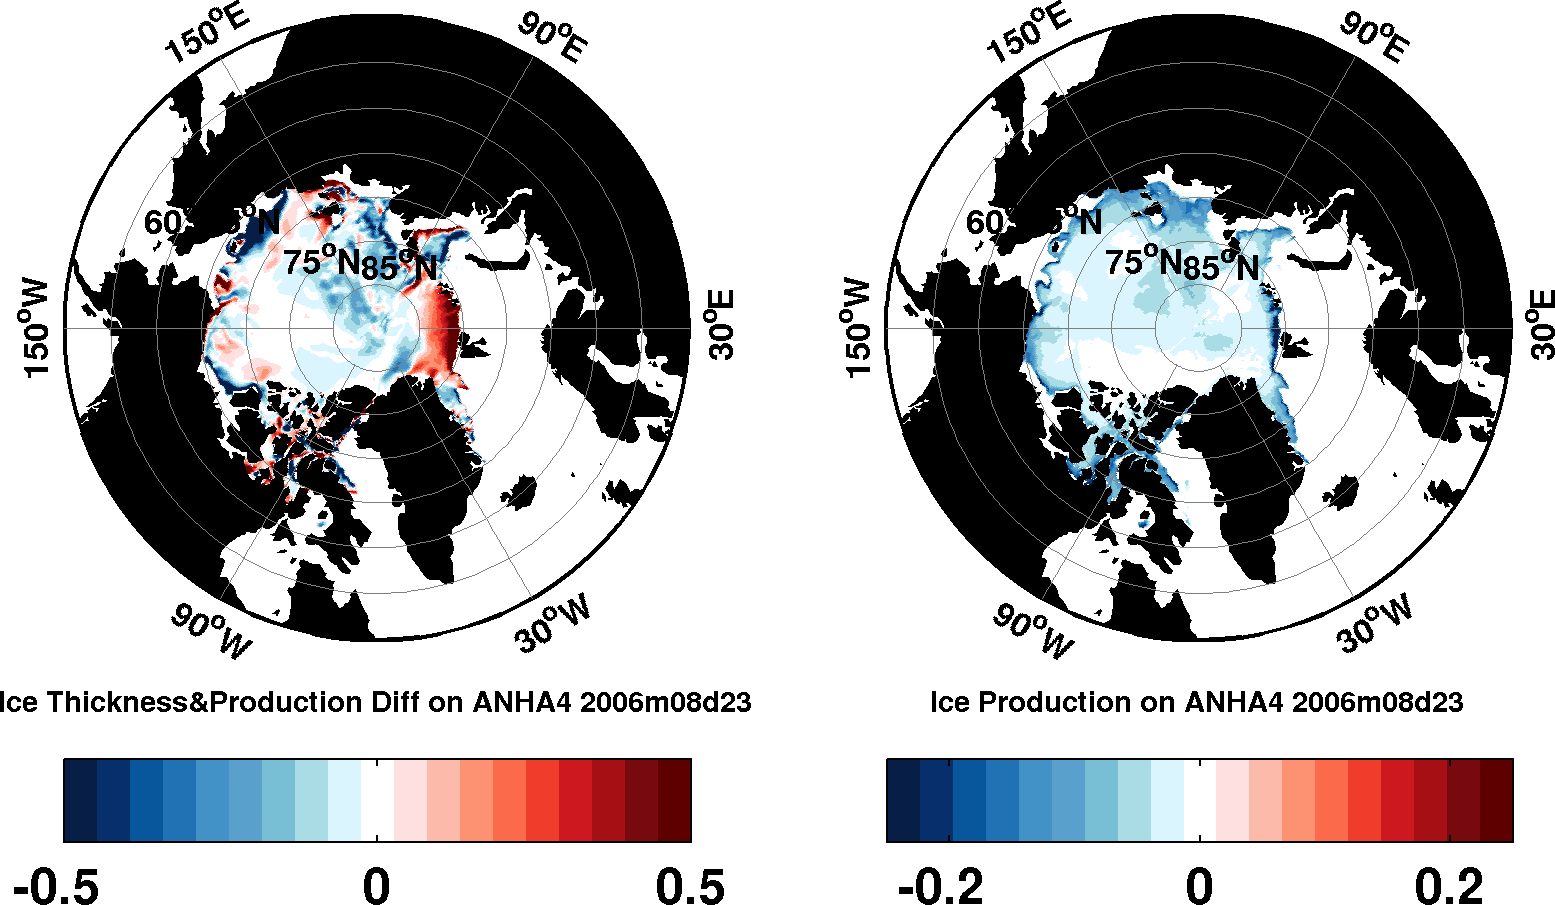 150°E 90°E 150°E 90°E
60° 5°N 60° 5°N
75°N 85°N 75°N 85°N
150°W 30°E 150°W 30°E
90°W 30°W 90°W 30°W
Ice Thickness&Production Diff on ANHA4 2006m08d23 Ice Production on ANHA4 2006m08d23
-0.5 0 0.5 -0.2 0 0.2